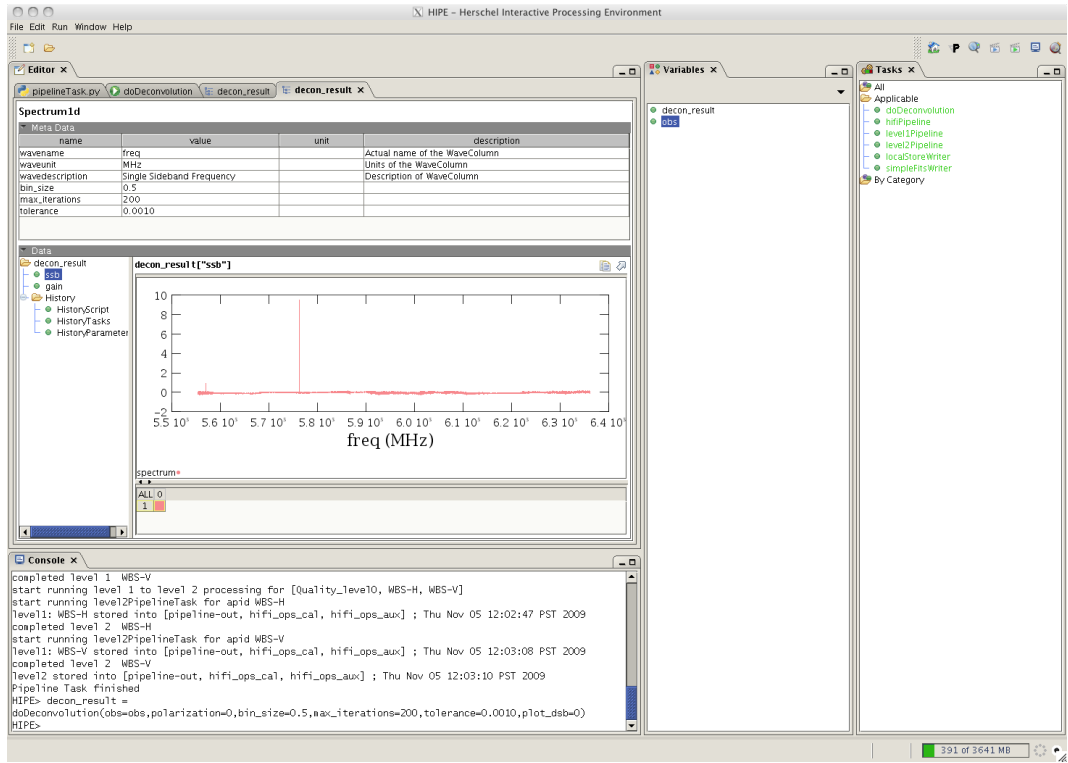 HIPE - Herschel Interactive Processing Environment
File Edit Run Window Help
Editor
pipelineTask.py doDeconvolution decon_result decon_result
Spectrum1d
Meta Data
name value unit description
wavename freq Actual name of the WaveColumn
waveunit MHz Units of the WaveColumn
wavedescription Single Sideband Frequency Description of WaveColumn
bin_size 0.5
max_iterations 200
tolerance 0.0010
Data
decon_result
ssb
gain
History
HistoryScript
HistoryTasks
HistoryParameter
decon_result["ssb"]
10
8
6
4
2
0
-2
5.5 10⁵ 5.6 10⁵ 5.7 10⁵ 5.8 10⁵ 5.9 10⁵ 6.0 10⁵ 6.1 10⁵ 6.2 10⁵ 6.3 10⁵ 6.4 10⁵
freq (MHz)
spectrum
ALL 0
1
Console
completed level 1 WBS-V
start running level 1 to level 2 processing for [Quality_level0, WBS-H, WBS-V]
start running level2PipelineTask for apid WBS-H
level1: WBS-H stored into [pipeline-out, hifi_ops_cal, hifi_ops_aux] ; Thu Nov 05 12:02:47 PST 2009
completed level 2 WBS-H
start running level2PipelineTask for apid WBS-V
level1: WBS-V stored into [pipeline-out, hifi_ops_cal, hifi_ops_aux] ; Thu Nov 05 12:03:08 PST 2009
completed level 2 WBS-V
level2 stored into [pipeline-out, hifi_ops_cal, hifi_ops_aux] ; Thu Nov 05 12:03:10 PST 2009
Pipeline Task finished
HIPE> decon_result =
doDeconvolution(obs=obs,polarization=0,bin_size=0.5,max_iterations=200,tolerance=0.0010,plot_dsb=0)
HIPE>
Variables
decon_result
obs
Tasks
All
Applicable
doDeconvolution
hifiPipeline
level1Pipeline
level2Pipeline
localStoreWriter
simpleFitsWriter
By Category
391 of 3641 MB